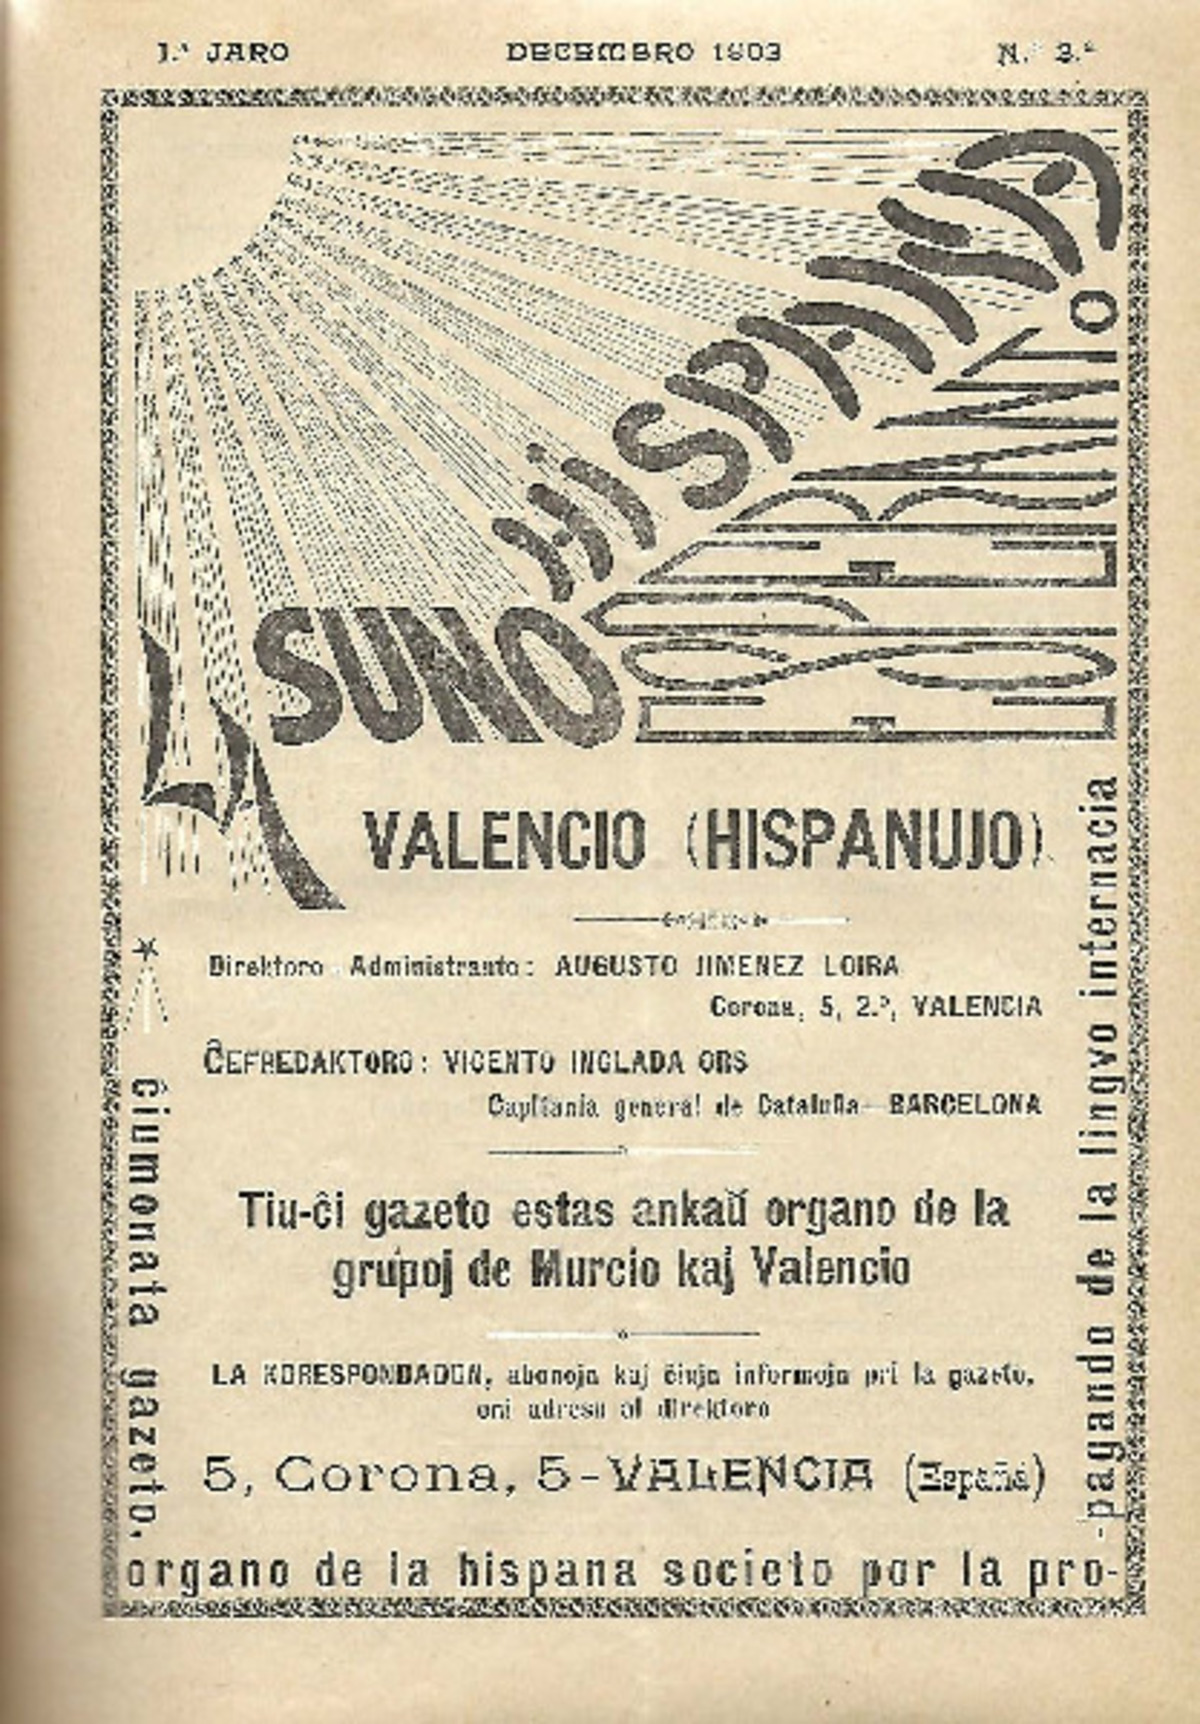 1.ª JARO
DECEMBRO 1903
LA
SUNO
HISPANA
ESPERANTO
VALENCIO (HISPANUJO)
Direktoro - Administranto: AUGUSTO JIMENEZ LOIRA
Corona, 5, 2.º, VALENCIA
ĈEFREDAKTORO: VICENTO INGLADA ORS
Capitania general de Cataluña—BARCELONA
Tiu-ĉi gazeto estas ankaŭ organo de la
grupoj de Murcio kaj Valencio
LA KORESPONDADON, abonojn kaj ĉiujn informojn pri la gazeto,
oni adresu al direktoro
5, Corona, 5-VALENCIA (España)
ĉiumonata gazeto,
organo de la hispana societo por la pro-
-pagando de la lingvo internacia